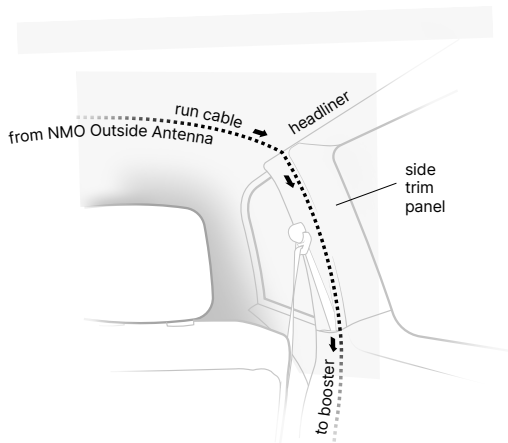 run cable
from NMO Outside Antenna
headliner
side
trim
panel
to booster